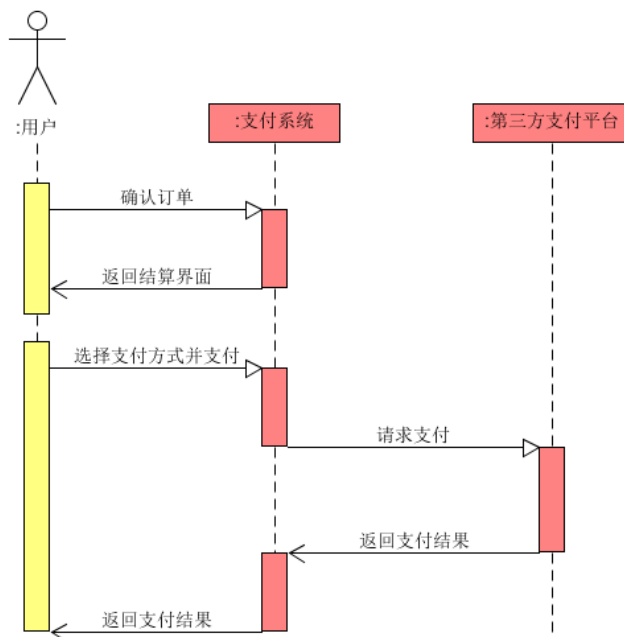 :用户
:支付系统
:第三方支付平台
确认订单
返回结算界面
选择支付方式并支付
请求支付
返回支付结果
返回支付结果